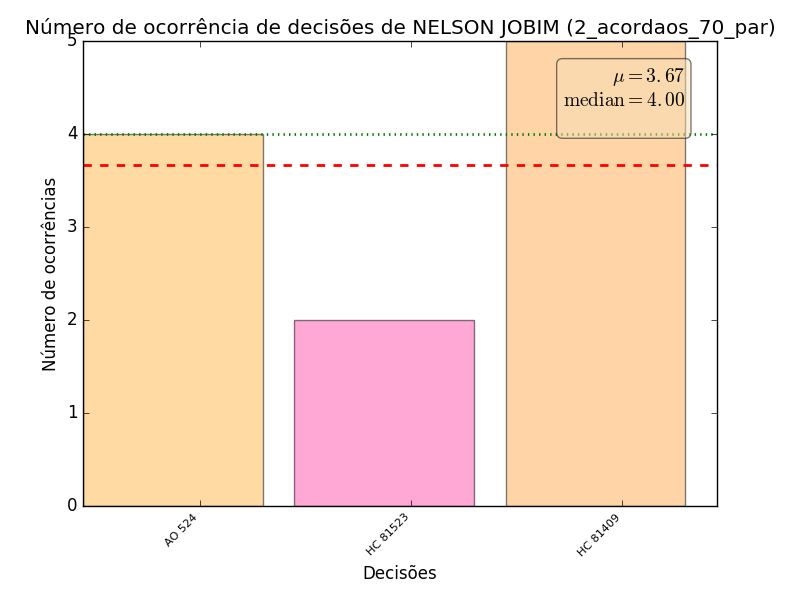 Número de ocorrência de decisões de NELSON JOBIM (2_acordaos_70_par)
5
4
3
2
1
0
Número de ocorrências
μ = 3.67
median = 4.00
AO 524
HC 81523
HC 81409
Decisões